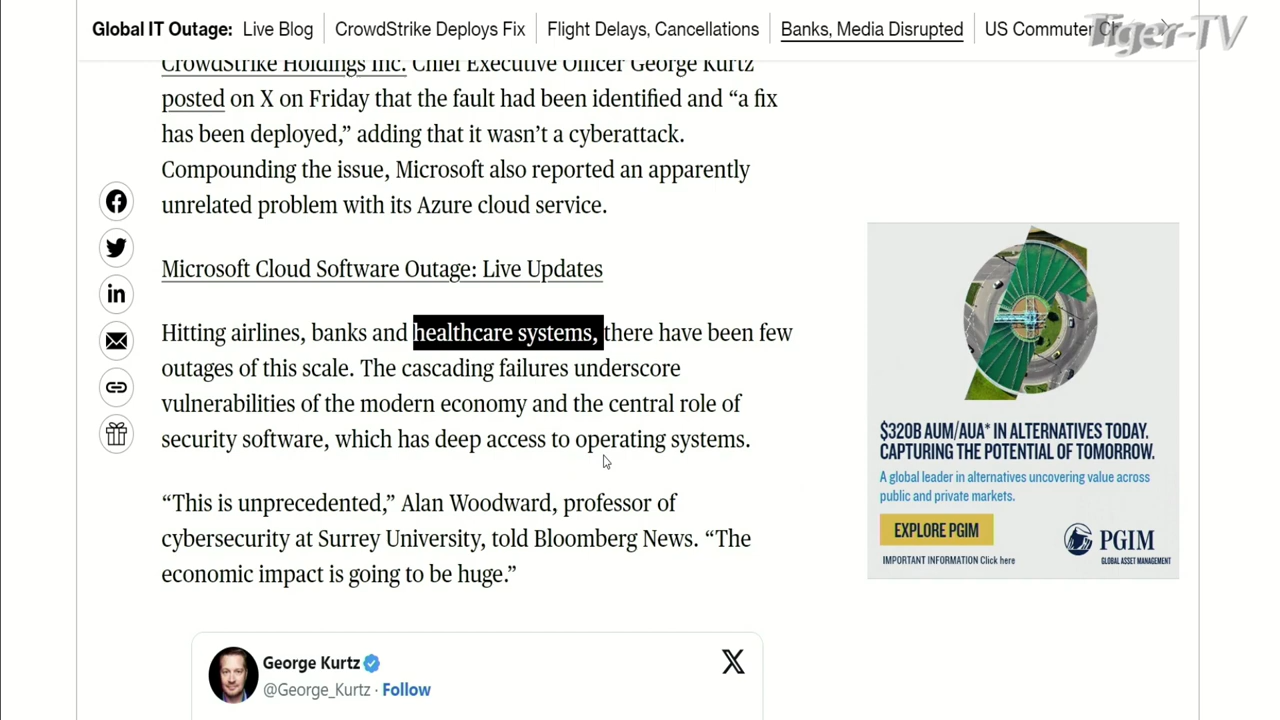 Global IT Outage: Live Blog CrowdStrike Deploys Fix Flight Delays, Cancellations Banks, Media Disrupted US Commuter
Tiger-TV
CrowdStrike Holdings Inc. Chief Executive Officer George Kurtz
posted on X on Friday that the fault had been identified and “a fix
has been deployed,” adding that it wasn’t a cyberattack.
Compounding the issue, Microsoft also reported an apparently
unrelated problem with its Azure cloud service.
Microsoft Cloud Software Outage: Live Updates
Hitting airlines, banks and healthcare systems, there have been few
outages of this scale. The cascading failures underscore
vulnerabilities of the modern economy and the central role of
security software, which has deep access to operating systems.
“This is unprecedented,” Alan Woodward, professor of
cybersecurity at Surrey University, told Bloomberg News. “The
economic impact is going to be huge.”
George Kurtz
@George_Kurtz · Follow
$320B AUM/AUA* IN ALTERNATIVES TODAY.
CAPTURING THE POTENTIAL OF TOMORROW.
A global leader in alternatives uncovering value across
public and private markets.
EXPLORE PGIM
IMPORTANT INFORMATION Click here
PGIM
GLOBAL ASSET MANAGEMENT